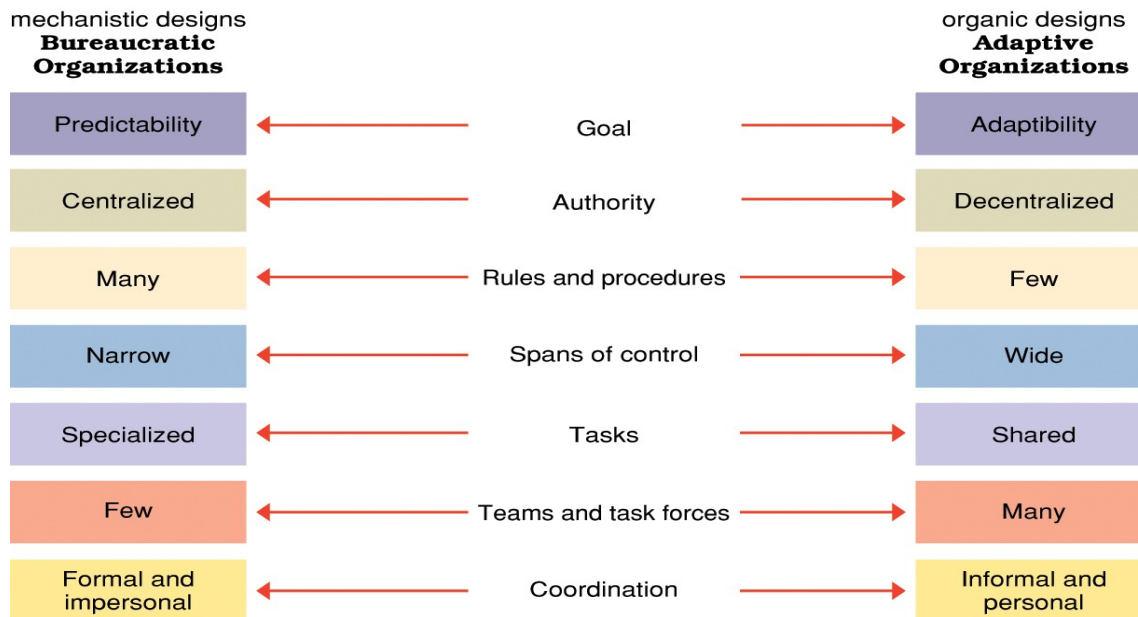 mechanistic designs
Bureaucratic
Organizations
organic designs
Adaptive
Organizations
Predictability
Goal
Adaptibility
Centralized
Authority
Decentralized
Many
Rules and procedures
Few
Narrow
Spans of control
Wide
Specialized
Tasks
Shared
Few
Teams and task forces
Many
Formal and
impersonal
Coordination
Informal and
personal